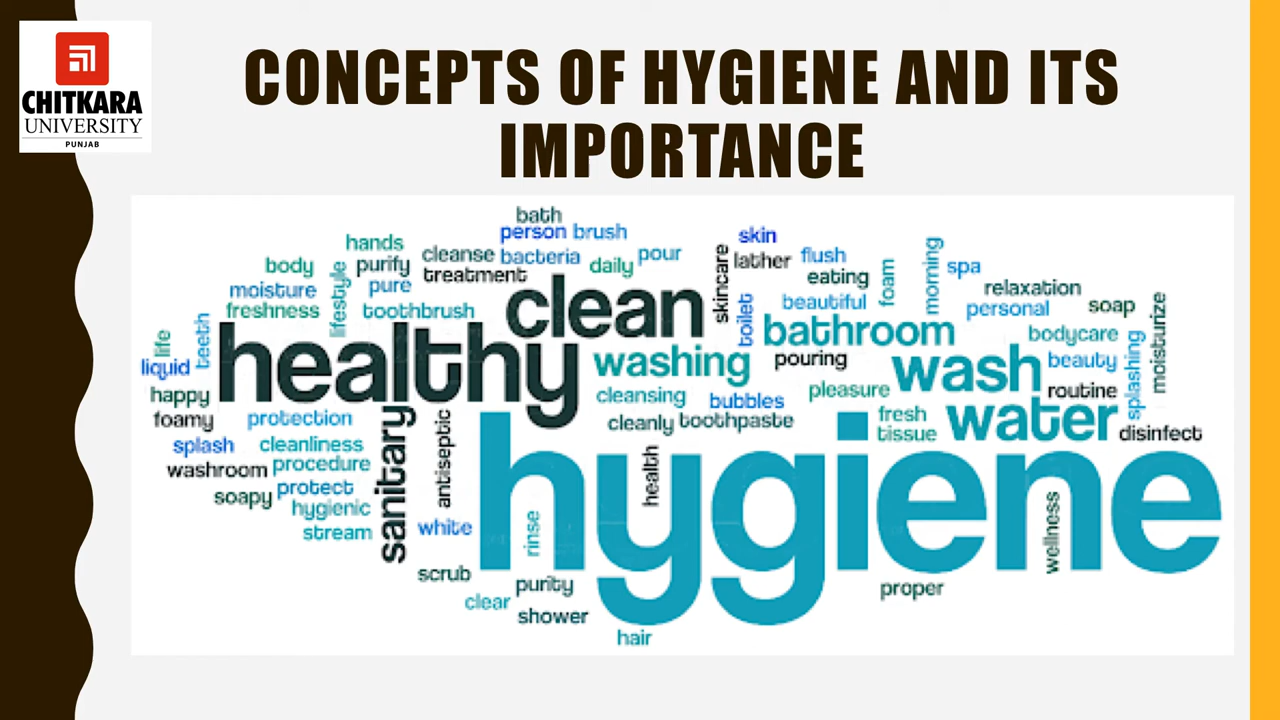 CHITKARA
UNIVERSITY
PUNJAB
CONCEPTS OF HYGIENE AND ITS
IMPORTANCE
bath
person brush
hands
cleanse bacteria
pour
skin
body
purify
treatment
daily
skincare
lather
flush
eating
foam
morning
spa
moisture
lifestyle
pure
relaxation
freshness
toothbrush
clean
toilet
beautiful
personal
soap
moisturize
life
teeth
healthy
bathroom
bodycare
splashing
liquid
washing
pouring
wash
beauty
happy
cleansing
bubbles
pleasure
routine
foamy
protection
sanitary
antiseptic
cleanly
toothpaste
fresh
tissue
water
disinfect
splash
cleanliness
hygiene
washroom
procedure
health
soapy
protect
hygienic
white
rinse
wellness
stream
scrub
purity
proper
clear
shower
hair